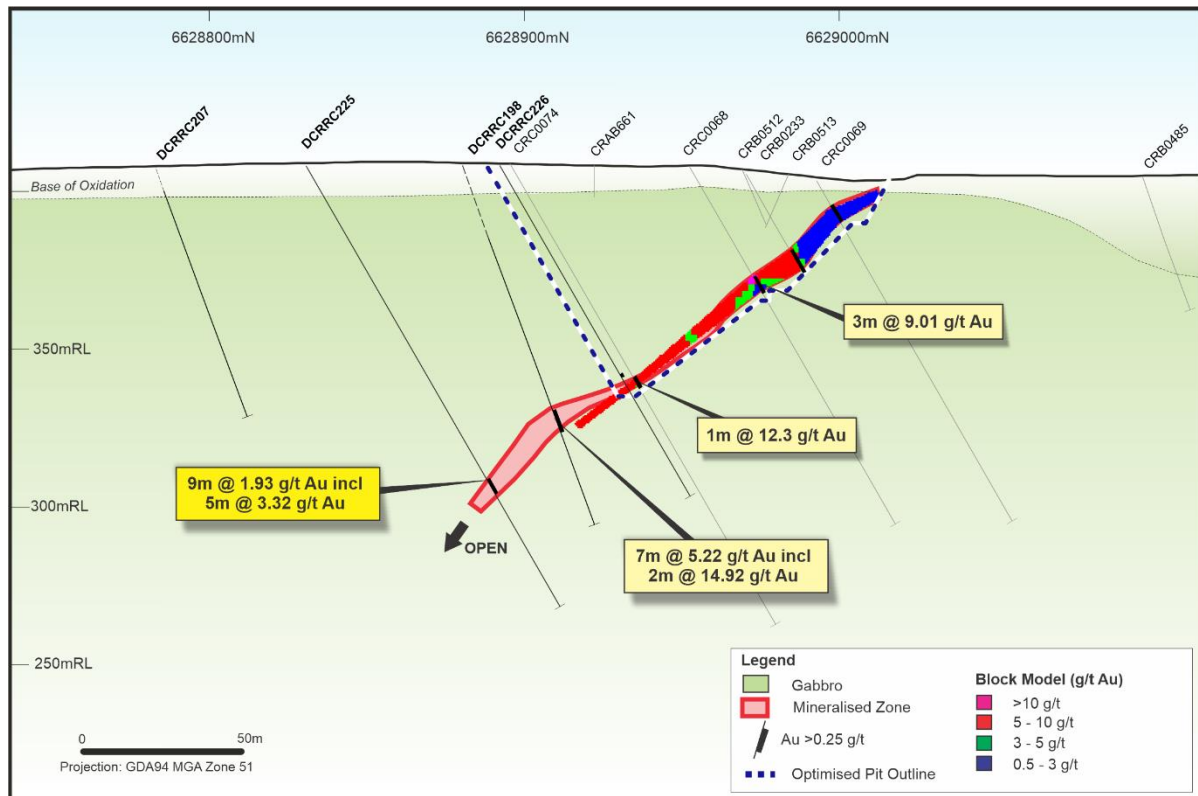 6628800mN
6628900mN
6629000mN
DCRRC207
DCRRC225
DCRRC198
DCRRC226
CRC0074
CRAB661
CRC0068
CRB0512
CRB0233
CRB0513
CRC0069
CRB0485
Base of Oxidation
3m @ 9.01 g/t Au
350mRL
1m @ 12.3 g/t Au
9m @ 1.93 g/t Au incl
5m @ 3.32 g/t Au
300mRL
OPEN
7m @ 5.22 g/t Au incl
2m @ 14.92 g/t Au
250mRL
Legend
Gabbro
Mineralised Zone
Au >0.25 g/t
Optimised Pit Outline
Block Model (g/t Au)
>10 g/t
5 - 10 g/t
3 - 5 g/t
0.5 - 3 g/t
0 50m
Projection: GDA94 MGA Zone 51